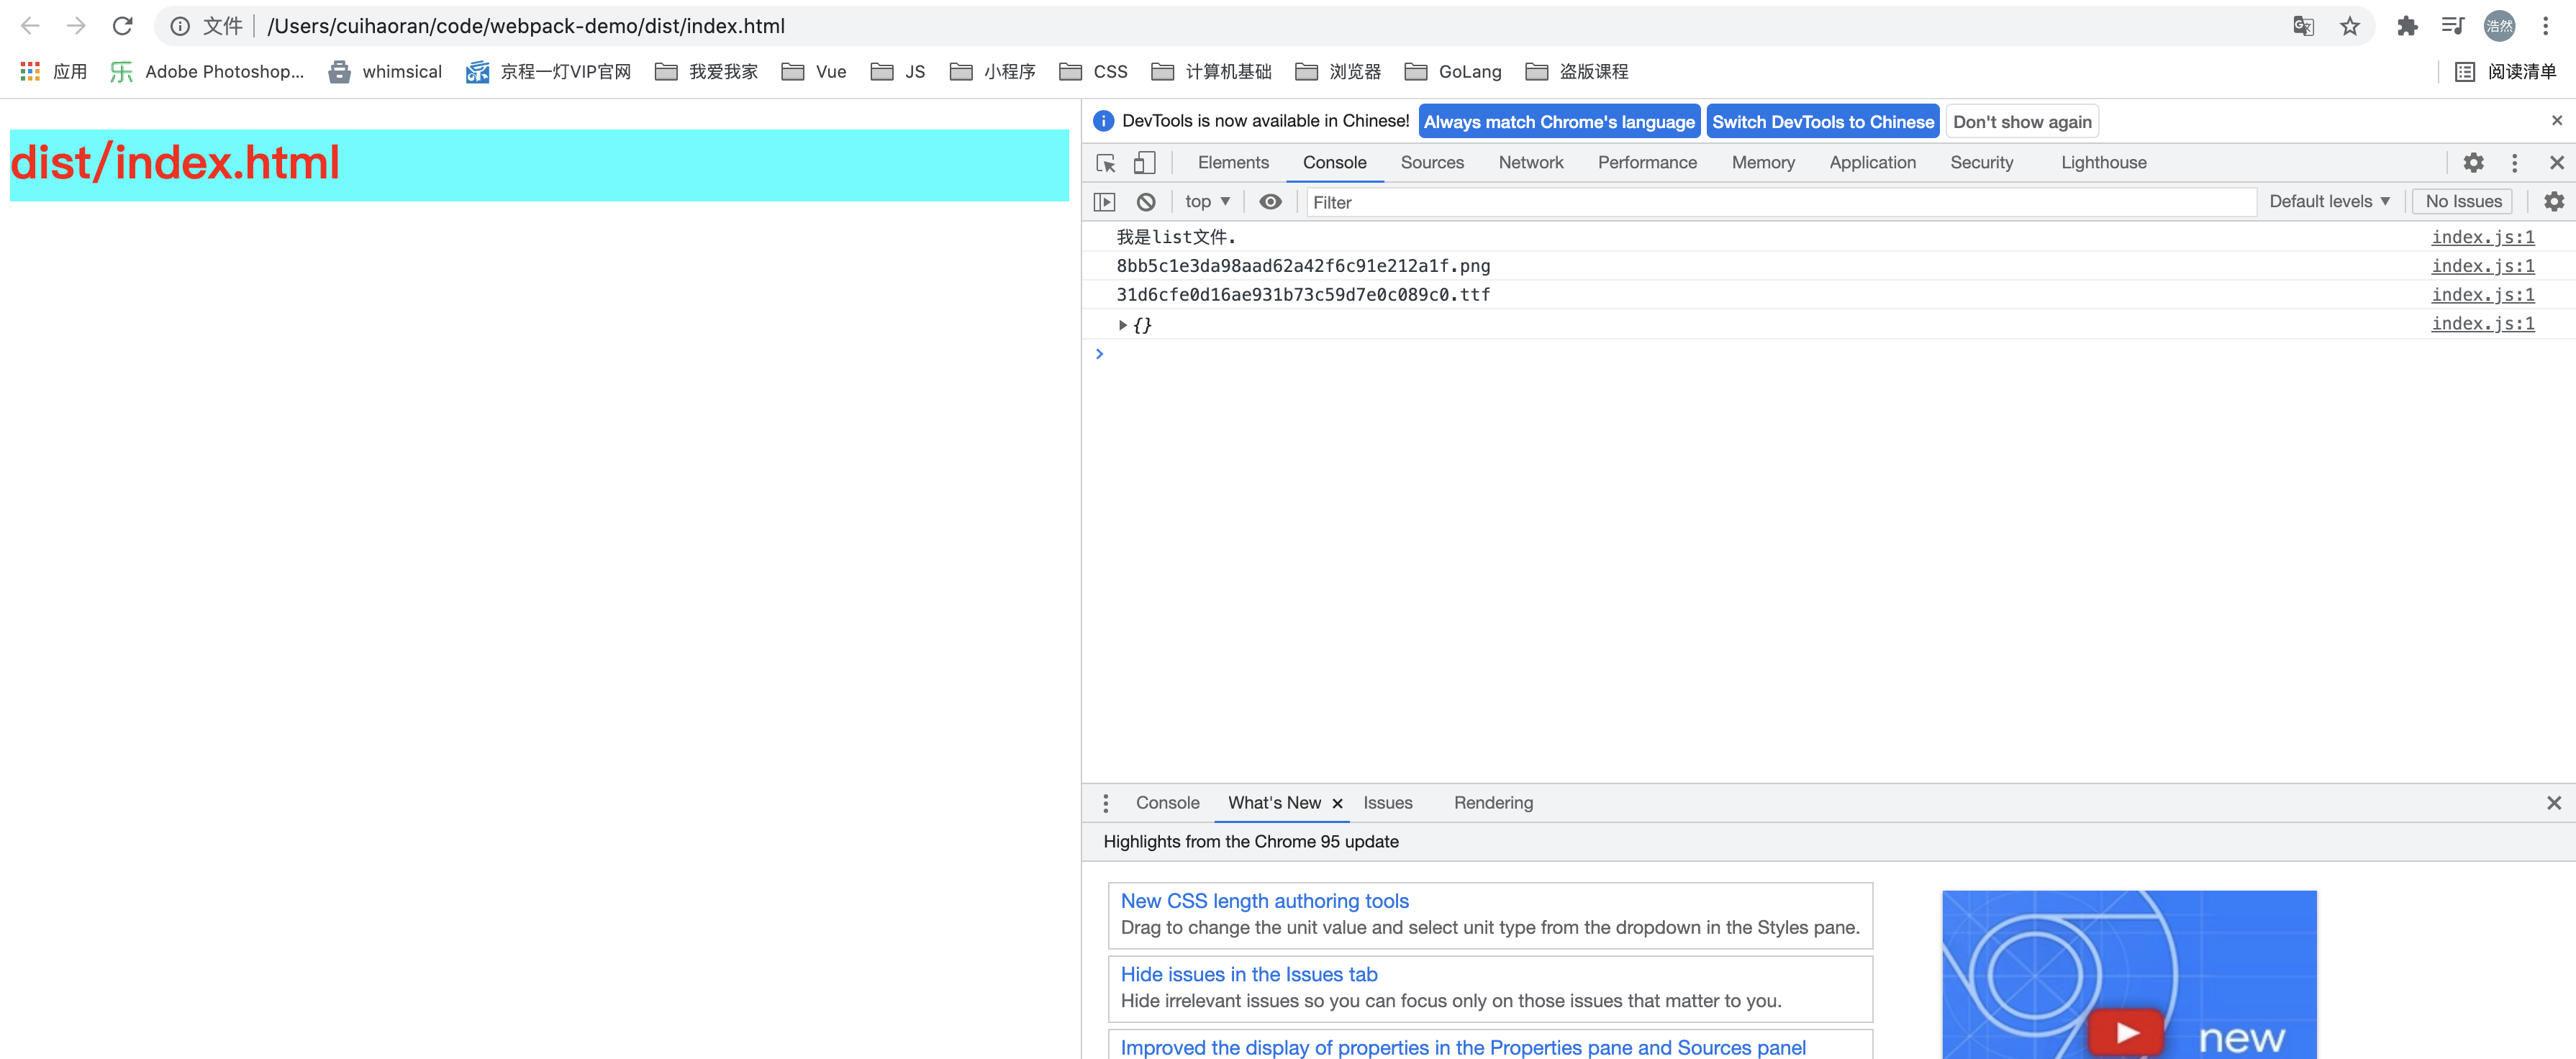 文件 /Users/cuihaoran/code/webpack-demo/dist/index.html 浩然
应用 Adobe Photoshop... whimsical 京程一灯VIP官网 我爱我家 Vue JS 小程序 CSS 计算机基础 浏览器 GoLang 盗版课程 阅读清单
dist/index.html
DevTools is now available in Chinese! Always match Chrome's language Switch DevTools to Chinese Don't show again
Elements Console Sources Network Performance Memory Application Security Lighthouse
top Filter Default levels No Issues
我是list文件. index.js:1
8bb5c1e3da98aad62a42f6c91e212a1f.png index.js:1
31d6cfe0d16ae931b73c59d7e0c089c0.ttf index.js:1
{} index.js:1
Console What's New Issues Rendering
Highlights from the Chrome 95 update
New CSS length authoring tools
Drag to change the unit value and select unit type from the dropdown in the Styles pane.
Hide issues in the Issues tab
Hide irrelevant issues so you can focus only on those issues that matter to you.
Improved the display of properties in the Properties pane and Sources panel
new